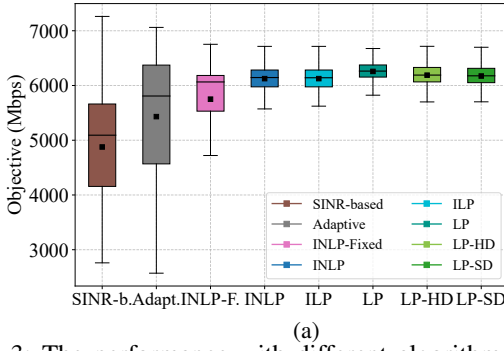 Objective (Mbps)
7000
6000
5000
4000
3000
SINR-based
Adaptive
INLP-Fixed
INLP
ILP
LP
LP-HD
LP-SD
SINR-b. Adapt. INLP-F. INLP ILP LP LP-HD LP-SD
(a)
3: The performance with different algorithm